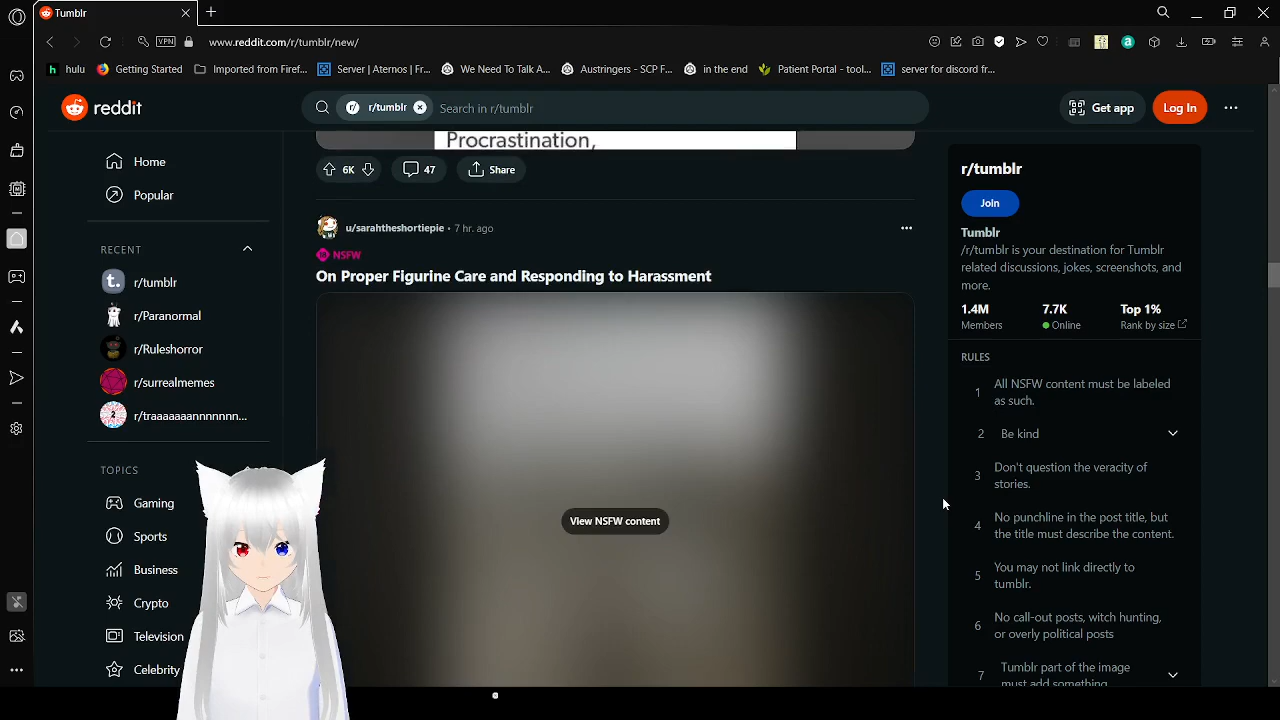 Tumblr
VPN
www.reddit.com/r/tumblr/new/
hulu
Getting Started
Imported from Firef...
Server | Aternos | Fr...
We Need To Talk A...
Austringers - SCP F...
in the end
Patient Portal - tool...
server for discord fr...
reddit
r/tumblr
Search in r/tumblr
Get app
Log In
Home
Popular
RECENT
r/tumblr
r/Paranormal
r/Ruleshorror
r/surrealmemes
r/traaaaaaannnnnnn...
TOPICS
Gaming
Sports
Business
Crypto
Television
Celebrity
Procrastination,
6K
47
Share
u/sarahtheshortiepie • 7 hr. ago
NSFW
On Proper Figurine Care and Responding to Harassment
View NSFW content
r/tumblr
Join
Tumblr
/r/tumblr is your destination for Tumblr
related discussions, jokes, screenshots, and
more.
1.4M 7.7K Top 1%
Members Online Rank by size
RULES
1 All NSFW content must be labeled
as such.
2 Be kind
3 Don't question the veracity of
stories.
4 No punchline in the post title, but
the title must describe the content.
5 You may not link directly to
tumblr.
6 No call-out posts, witch hunting,
or overly political posts
7 Tumblr part of the image
must add something